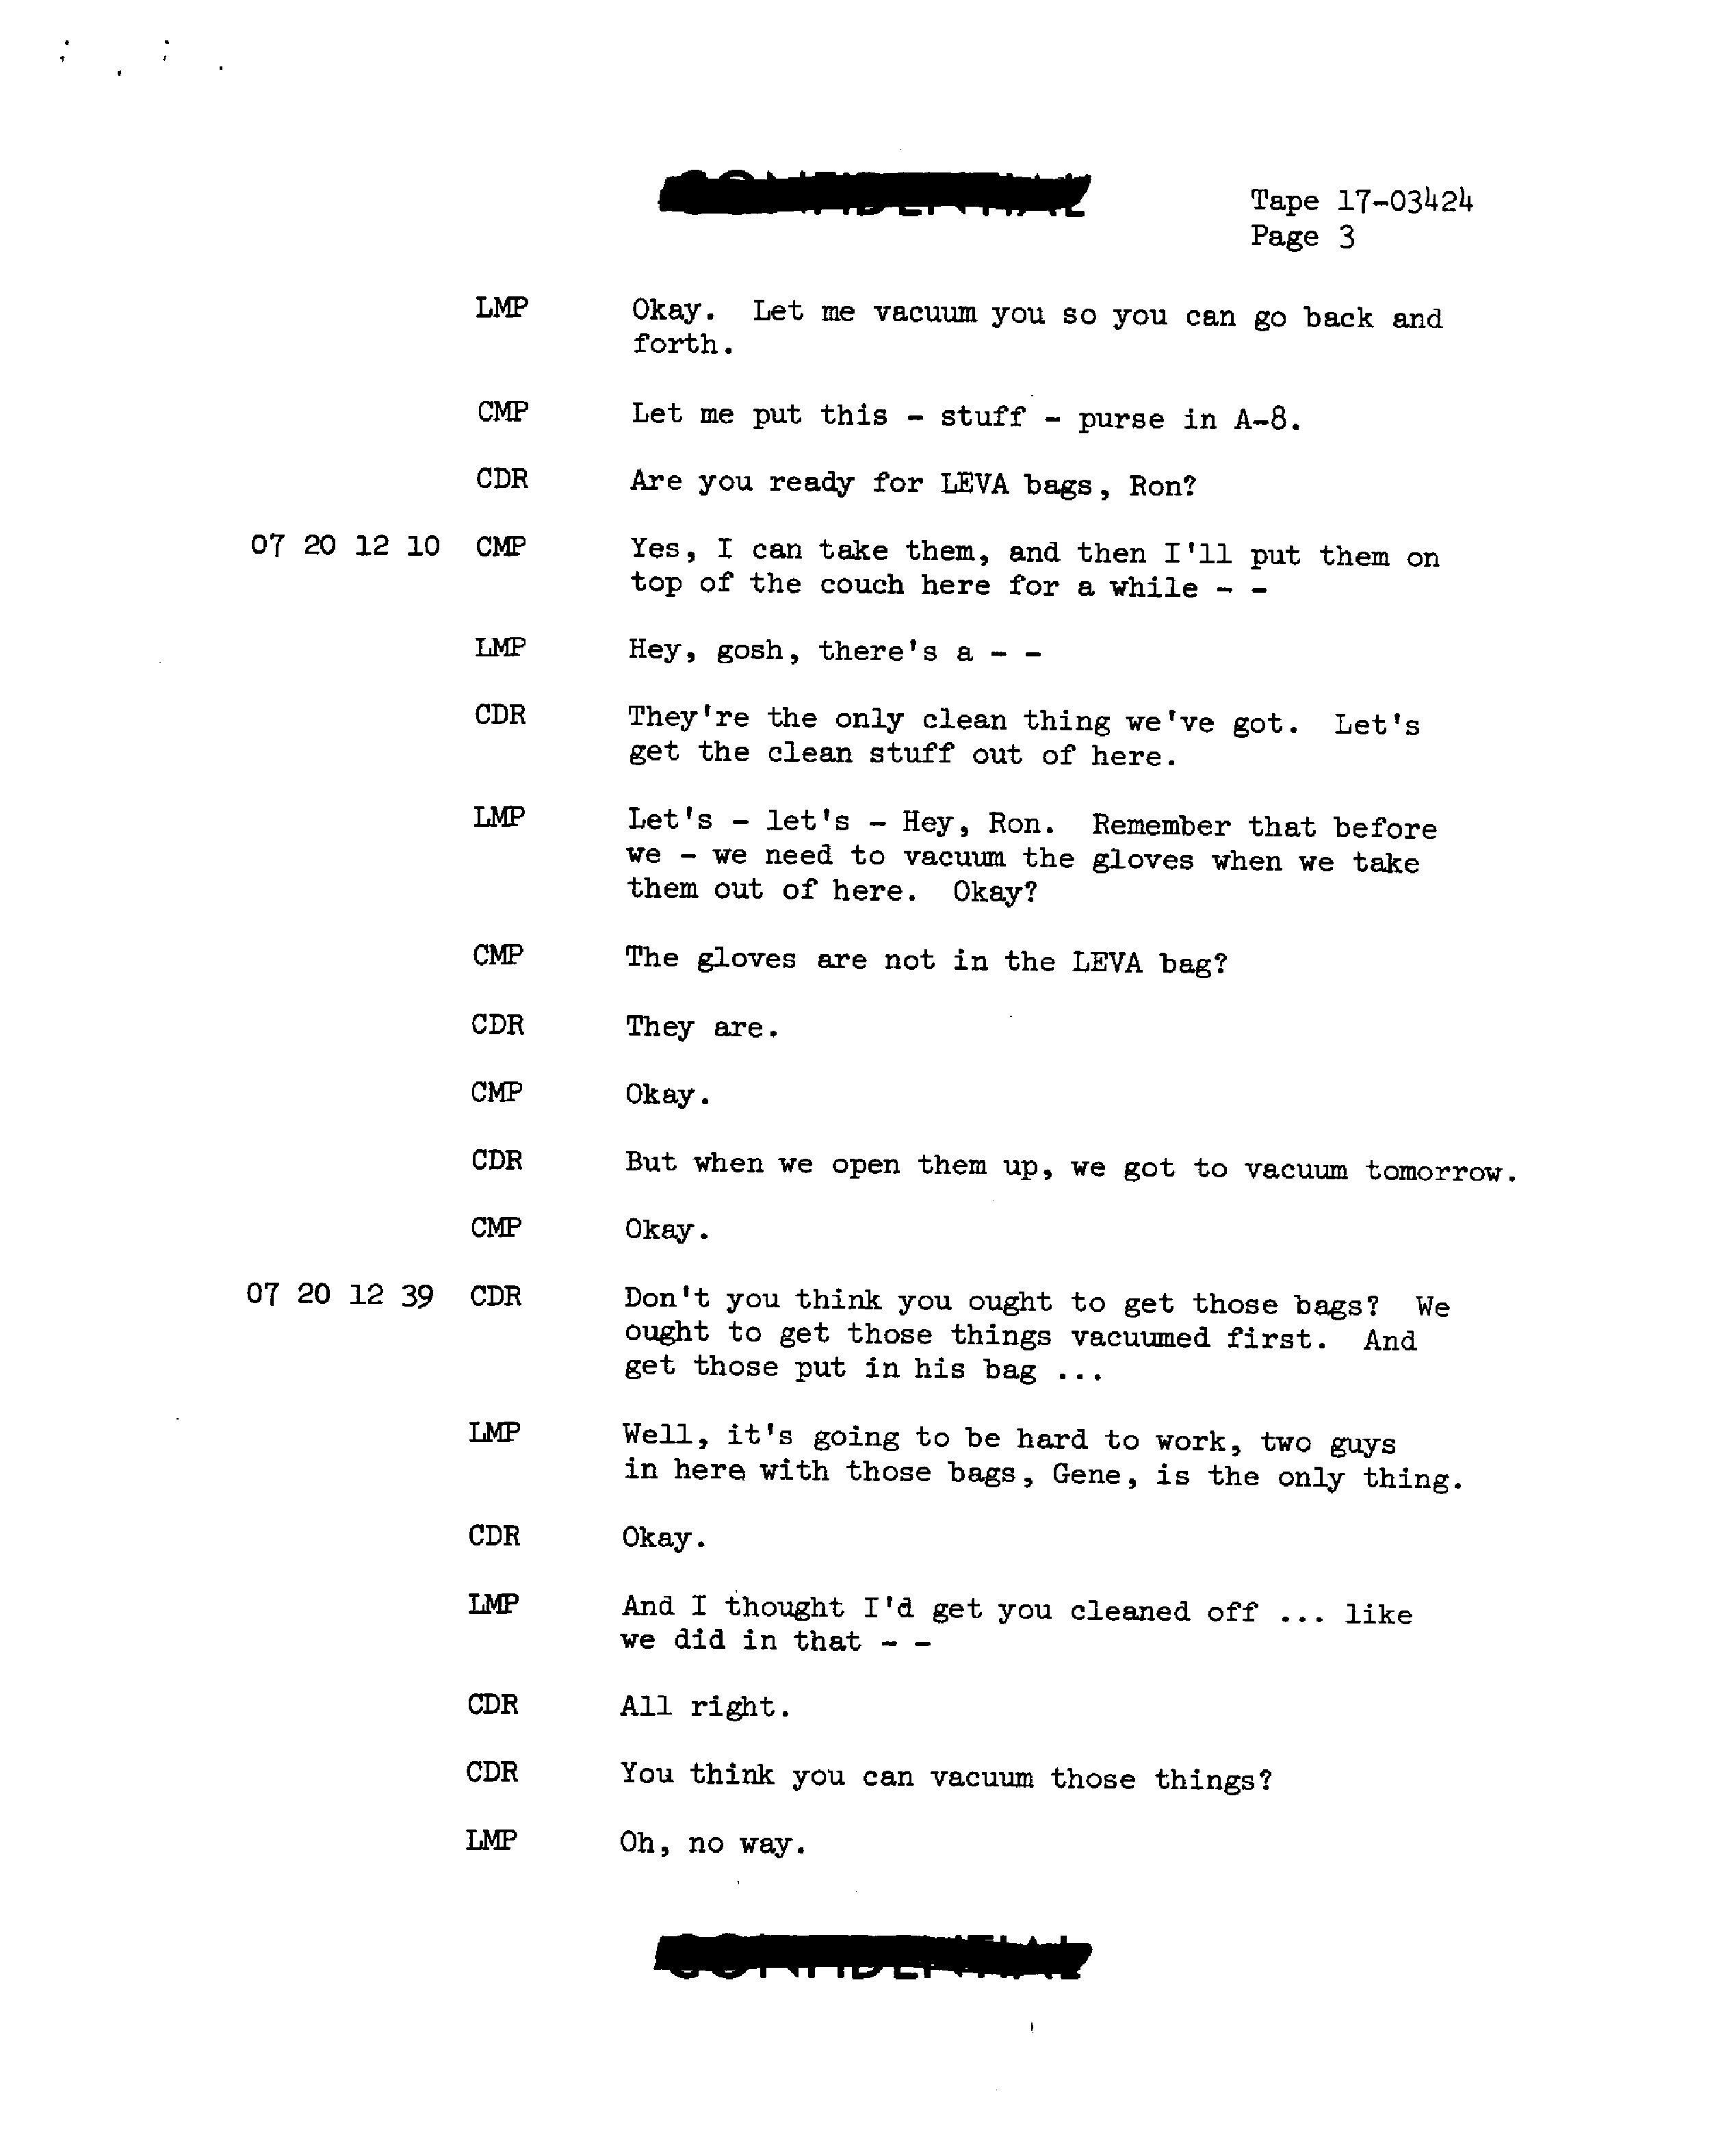 CONFIDENTIAL
Tape 17-03424
Page 3
LMP Okay. Let me vacuum you so you can go back and
forth.
CMP Let me put this - stuff - purse in A-8.
CDR Are you ready for LEVA bags, Ron?
07 20 12 10 CMP Yes, I can take them, and then I'll put them on
top of the couch here for a while - -
LMP Hey, gosh, there's a - -
CDR They're the only clean thing we've got. Let's
get the clean stuff out of here.
LMP Let's - let's - Hey, Ron. Remember that before
we - we need to vacuum the gloves when we take
them out of here. Okay?
CMP The gloves are not in the LEVA bag?
CDR They are.
CMP Okay.
CDR But when we open them up, we got to vacuum tomorrow.
CMP Okay.
07 20 12 39 CDR Don't you think you ought to get those bags? We
ought to get those things vacuumed first. And
get those put in his bag ...
LMP Well, it's going to be hard to work, two guys
in here with those bags, Gene, is the only thing.
CDR Okay.
LMP And I thought I'd get you cleaned off ... like
we did in that - -
CDR All right.
CDR You think you can vacuum those things?
LMP Oh, no way.
CONFIDENTIAL